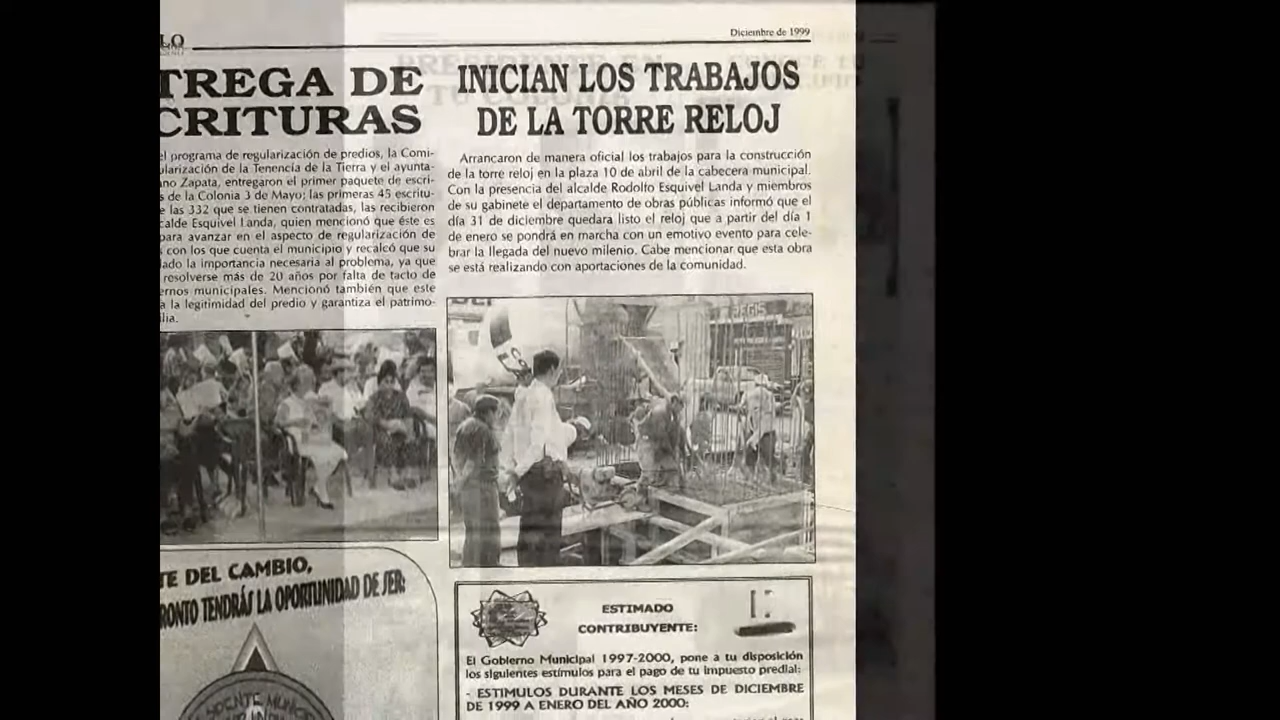 LO
Diciembre de 1999
TREGA DE
CRITURAS
el programa de regularización de predios, la Comi-
ularización de la Tenencia de la Tierra y el ayunta-
ano Zapata, entregaron el primer paquete de escri-
s de la Colonia 3 de Mayo; las primeras 45 escritu-
e las 332 que se tienen contratadas, las recibieron
calde Esquivel Landa, quien mencionó que éste es
para avanzar en el aspecto de regularización de
con los que cuenta el municipio y recalcó que su
lado la importancia necesaria al problema, ya que
resolverse más de 20 años por falta de tacto de
ernos municipales. Mencionó también que este
a la legitimidad del predio y garantiza el patrimo-
ilia.
INICIAN LOS TRABAJOS
DE LA TORRE RELOJ
Arrancaron de manera oficial los trabajos para la construcción
de la torre reloj en la plaza 10 de abril de la cabecera municipal.
Con la presencia del alcalde Rodolfo Esquivel Landa y miembros
de su gabinete el departamento de obras públicas informó que el
día 31 de diciembre quedara listo el reloj que a partir del día 1
de enero se pondrá en marcha con un emotivo evento para cele-
brar la llegada del nuevo milenio. Cabe mencionar que esta obra
se está realizando con aportaciones de la comunidad.
REGIS
TE DEL CAMBIO,
RONTO TENDRÁS LA OPORTUNIDAD DE SER:
ESTIMADO
CONTRIBUYENTE:
El Gobierno Municipal 1997-2000, pone a tu disposición
los siguientes estímulos para el pago de tu impuesto predial:
- ESTIMULOS DURANTE LOS MESES DE DICIEMBRE
DE 1999 A ENERO DEL AÑO 2000: